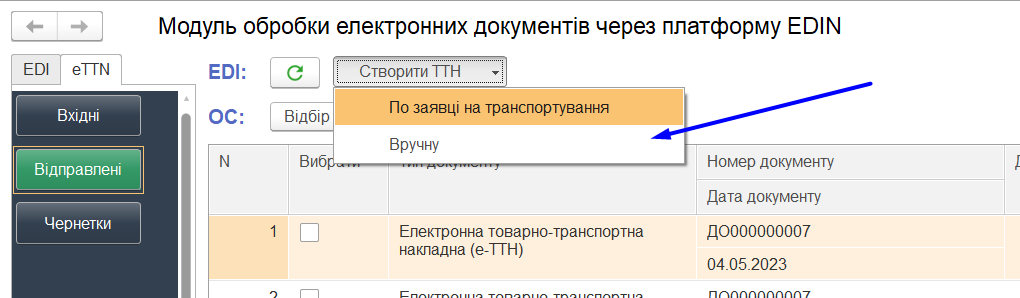 Модуль обробки електронних документів через платформу EDIN
EDI eTTN
EDI: Створити ТТН
По заявці на транспортування
Вручну
ОС: Відбір
Вхідні
Відправлені
Чернетки
N Вибрати документу Номер документу
Дата документу
1 Електронна товарно-транспортна накладна (е-ТТН) ДО000000007
04.05.2023
2 Електронна товарно-транспортна ДО000000007